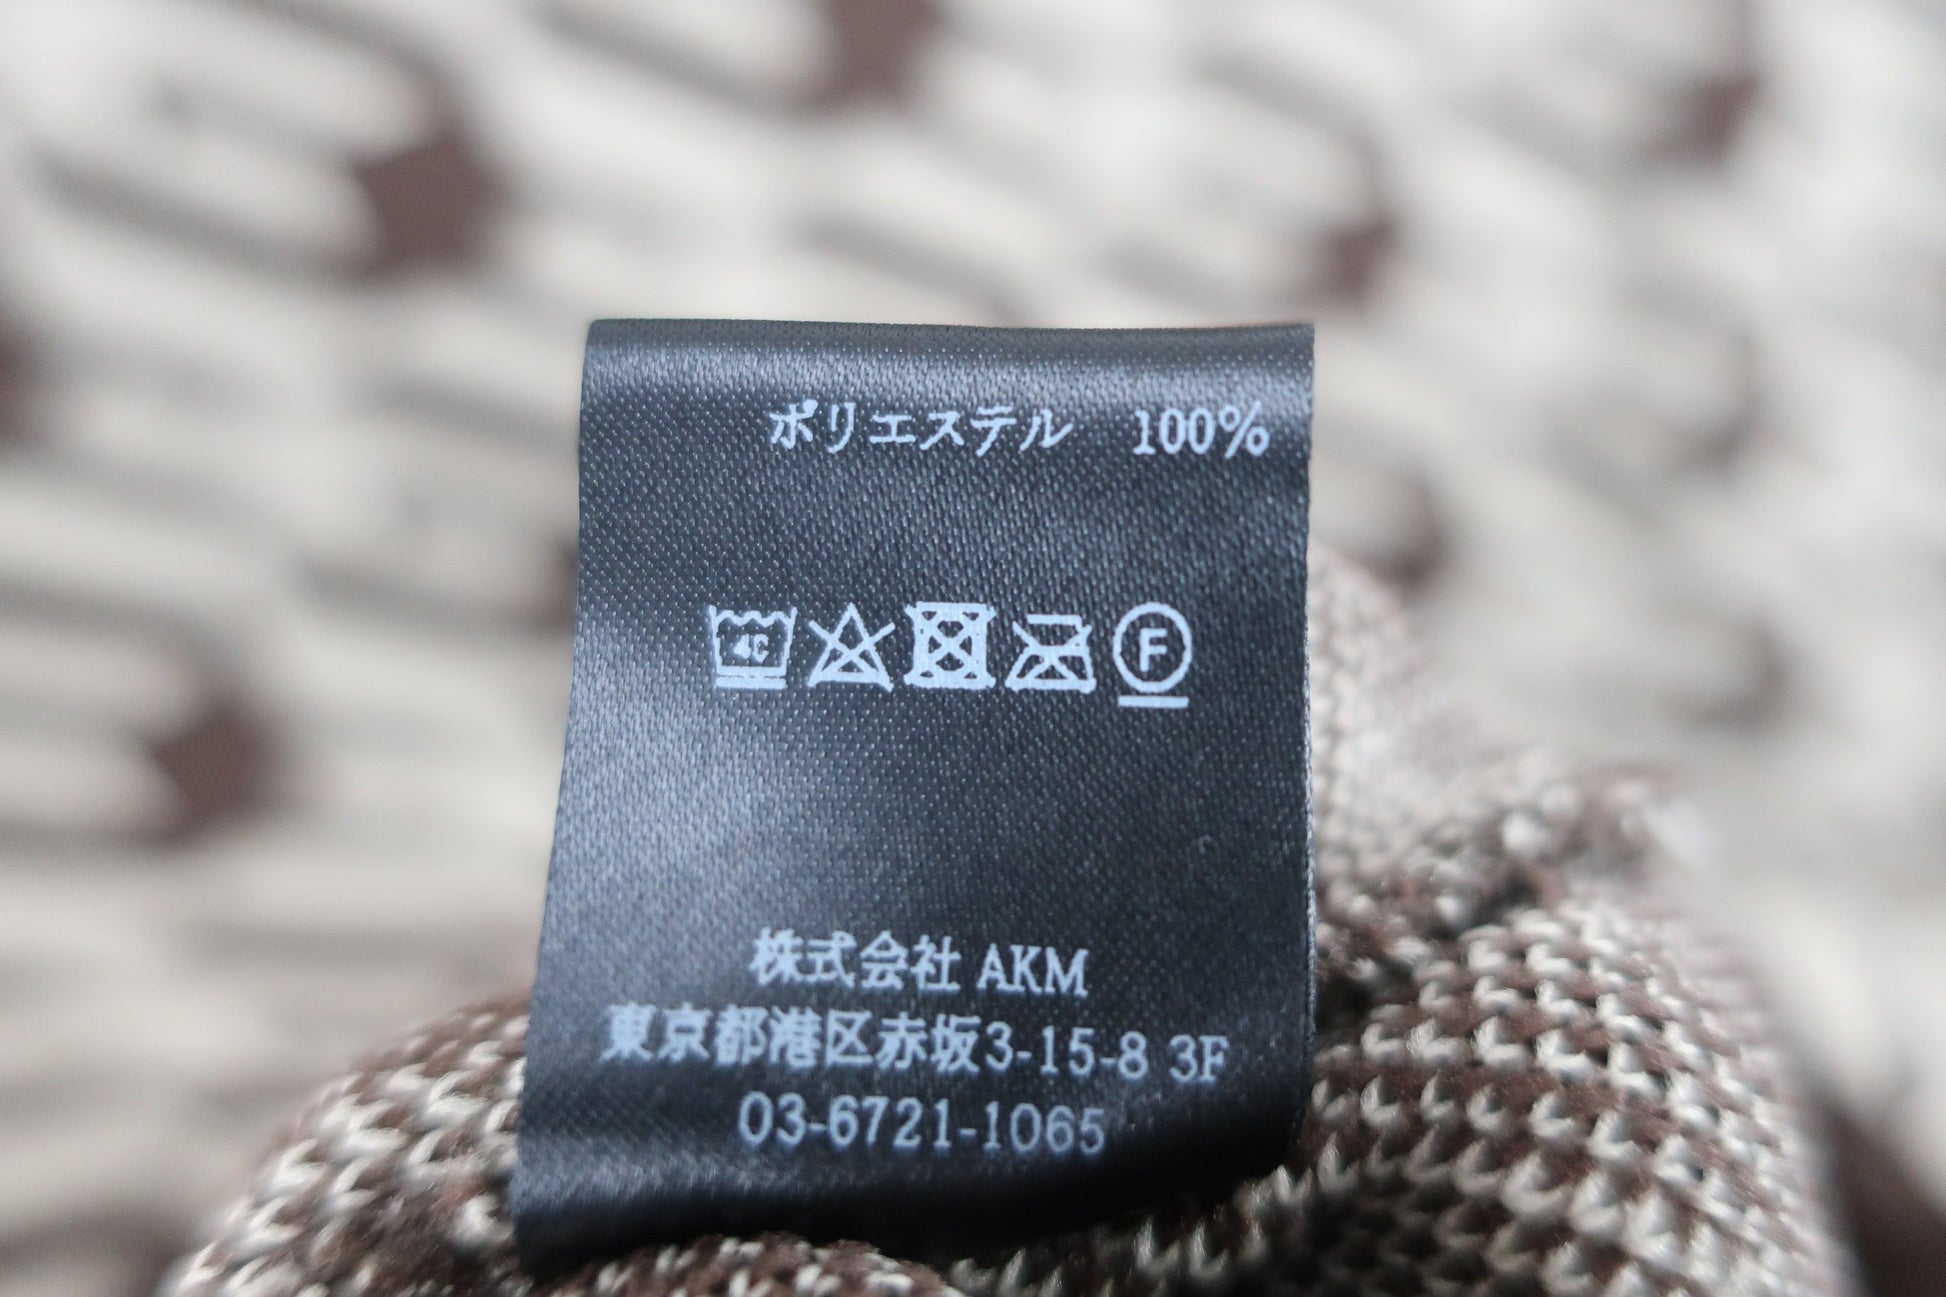 ポリエステル 100%
40
F
株式会社 AKM
東京都港区赤坂3-15-8 3F
03-6721-1065